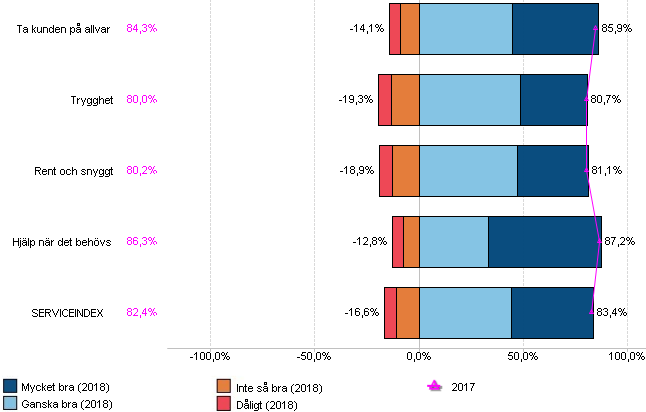 Ta kunden på allvar 84,3% -14,1% 85,9%
Trygghet 80,0% -19,3% 80,7%
Rent och snyggt 80,2% -18,9% 81,1%
Hjälp när det behövs 86,3% -12,8% 87,2%
SERVICEINDEX 82,4% -16,6% 83,4%
-100,0% -50,0% 0,0% 50,0% 100,0%
Mycket bra (2018) Inte så bra (2018) 2017
Ganska bra (2018) Dåligt (2018)